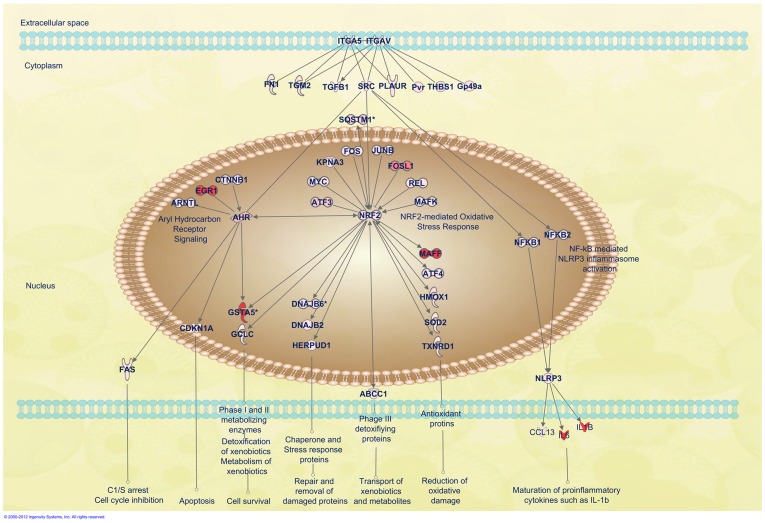 Extracellular space
ITGA5 ITGAV
Cytoplasm
FN1 TGM2 TGFB1 SRC PLAUR Pvr THBS1 Gp49a
SQSTM1*
FOS JUNB
KPNA3 FOSL1
CTNNB1
EGR1
MYC REL
ARNTL
ATF3 MAFK
AHR NRF2
Aryl Hydrocarbon
Receptor
Signaling
NRF2-mediated Oxidative
Stress Response
NFKB1 NFKB2
NF-kB mediated
NLRP3 inflammasome
activation
MAFF
ATF4
Nucleus
HMOX1
DNAJB6*
GSTA5*
SOD2
DNAJB2
CDKN1A
GCLC
HERPUD1 TXNRD1
FAS
NLRP3
ABCC1
Phase I and II
metabolizing
enzymes
Detoxification
of xenobiotics
Metabolism of
xenobiotics
Cell survival
Chaperone and
Stress response
proteins
Repair and
removal of
damaged proteins
Phage III
detoxifiying
proteins
Transport of
xenobiotics
and metabolites
Antioxidant
protins
Reduction of
oxidative
damage
CCL13 IL1B
C1/S arrest
Cell cycle inhibition
Apoptosis
Maturation of proinflammatory
cytokines such as IL-1b
© 2000-2012 Ingenuity Systems, Inc. All rights reserved.